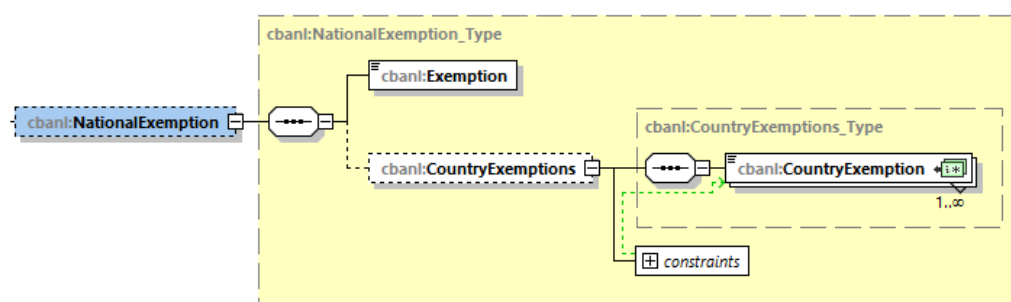 cbanl:NationalExemption_Type
cbanl:Exemption
cbanl:NationalExemption
cbanl:CountryExemptions_Type
cbanl:CountryExemptions
cbanl:CountryExemption
i*
1..∞
constraints